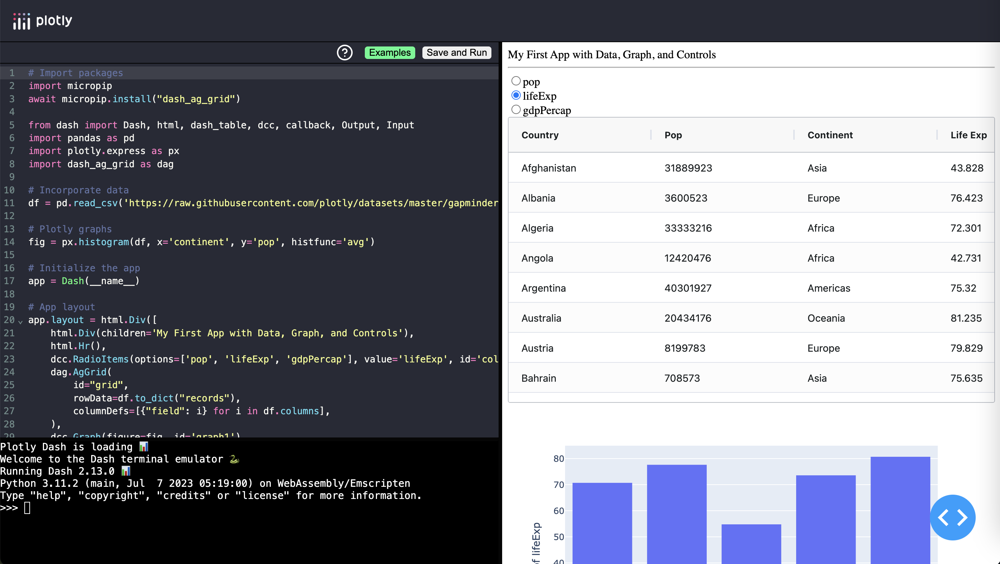 plotly
Examples
Save and Run
1 # Import packages
2 import micropip
3 await micropip.install("dash_ag_grid")
4
5 from dash import Dash, html, dash_table, dcc, callback, Output, Input
6 import pandas as pd
7 import plotly.express as px
8 import dash_ag_grid as dag
9
10 # Incorporate data
11 df = pd.read_csv('https://raw.githubusercontent.com/plotly/datasets/master/gapminder
12
13 # Plotly graphs
14 fig = px.histogram(df, x='continent', y='pop', histfunc='avg')
15
16 # Initialize the app
17 app = Dash(__name__)
18
19 # App layout
20 app.layout = html.Div([
21 html.Div(children='My First App with Data, Graph, and Controls'),
22 html.Hr(),
23 dcc.RadioItems(options=['pop', 'lifeExp', 'gdpPercap'], value='lifeExp', id='col
24 dag.AgGrid(
25 id="grid",
26 rowData=df.to_dict("records"),
27 columnDefs=[{"field": i} for i in df.columns],
28 ),
29 dcc.Graph(figure=fig, id='graph1')
Plotly Dash is loading 📊
Welcome to the Dash terminal emulator 🐍
Running Dash 2.13.0 📊
Python 3.11.2 (main, Jul  7 2023 05:19:00) on WebAssembly/Emscripten
Type "help", "copyright", "credits" or "license" for more information.
>>>
My First App with Data, Graph, and Controls
pop
lifeExp
gdpPercap
Country Pop Continent Life Exp
Afghanistan 31889923 Asia 43.828
Albania 3600523 Europe 76.423
Algeria 33333216 Africa 72.301
Angola 12420476 Africa 42.731
Argentina 40301927 Americas 75.32
Australia 20434176 Oceania 81.235
Austria 8199783 Europe 79.829
Bahrain 708573 Asia 75.635
80
70
60
50
40
of lifeExp